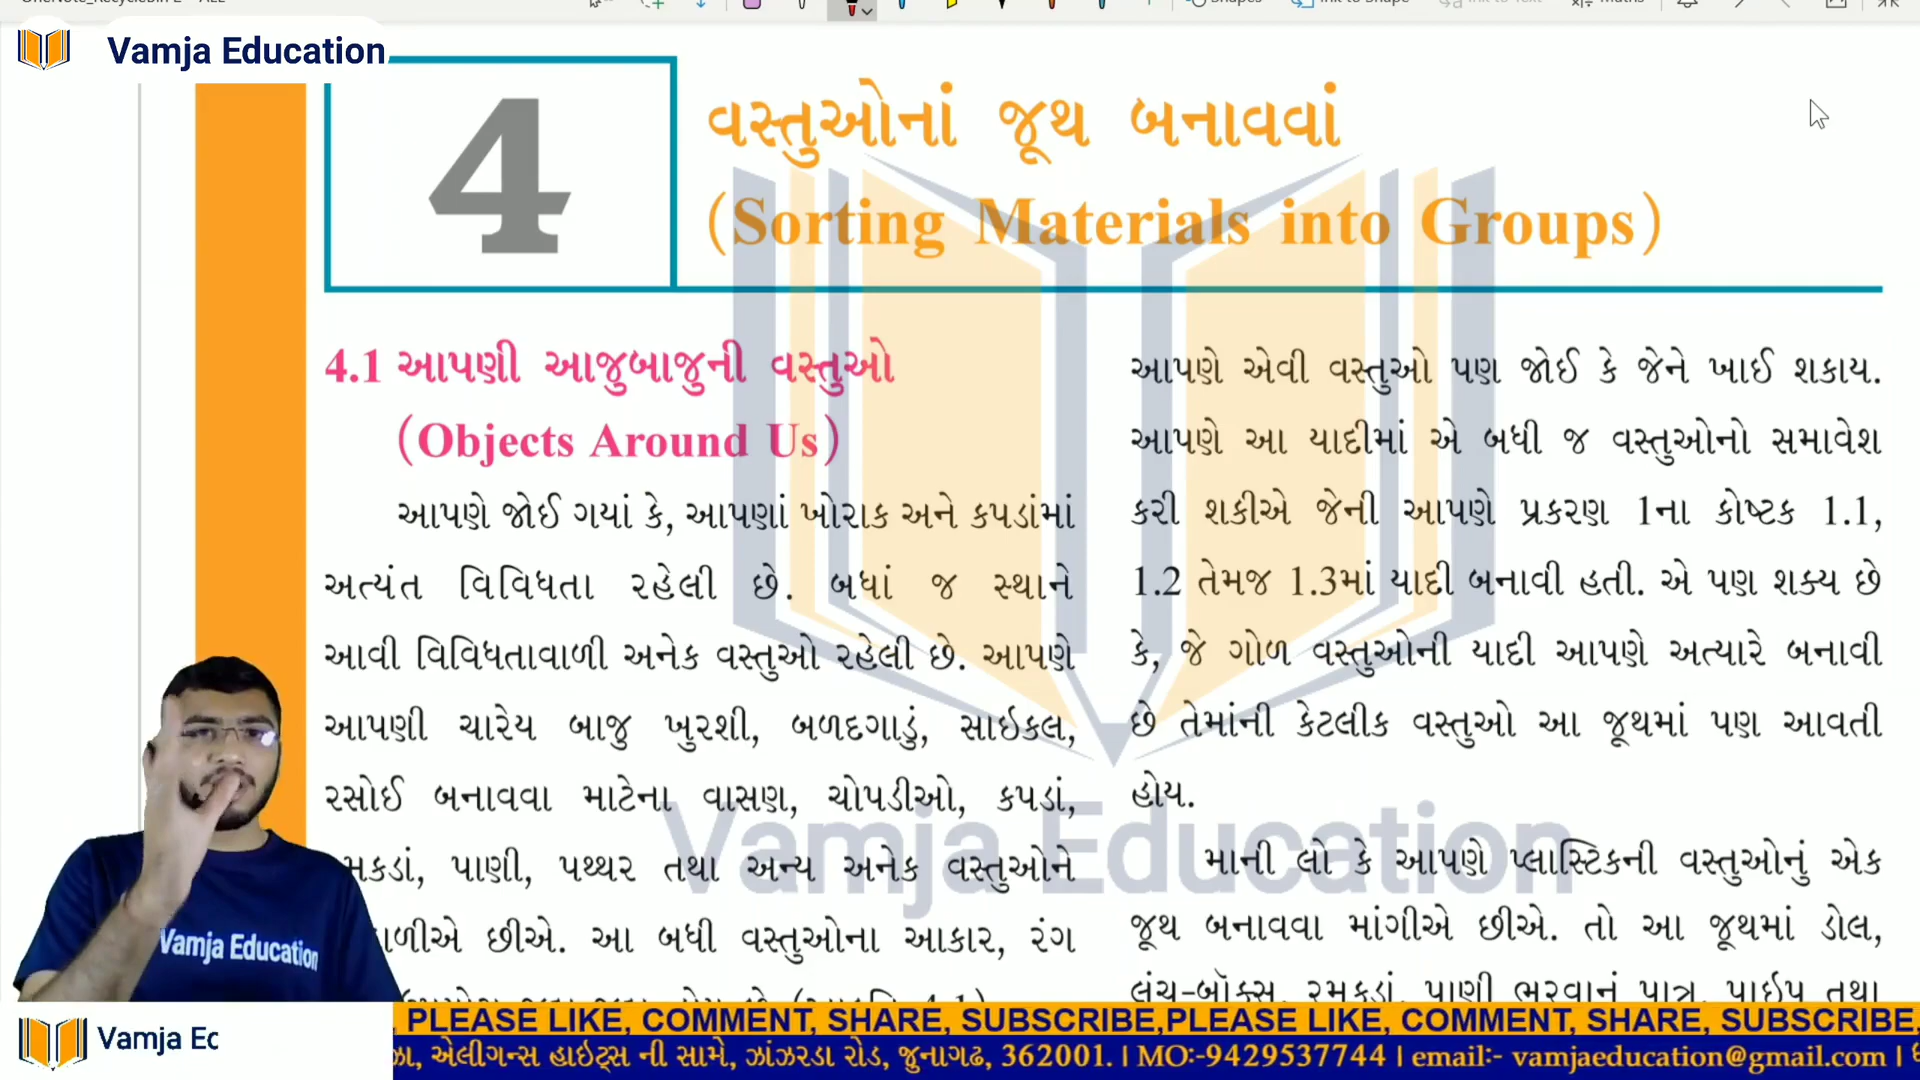 Vamja Education
4
વસ્તુઓનાં જૂથ બનાવવાં
(Sorting Materials into Groups)
4.1 આપણી આજુબાજુની વસ્તુઓ
(Objects Around Us)
આપણે જોઈ ગયાં કે, આપણાં ખોરાક અને કપડાંમાં
અત્યંત વિવિધતા રહેલી છે. બધાં જ સ્થાને
આવી વિવિધતાવાળી અનેક વસ્તુઓ રહેલી છે. આપણે
આપણી ચારેય બાજુ ખુરશી, બળદગાડું, સાઇકલ,
રસોઈ બનાવવા માટેના વાસણ, ચોપડીઓ, કપડાં,
પાણી, પથ્થર તથા અન્ય અનેક વસ્તુઓને
છીએ. આ બધી વસ્તુઓના આકાર, રંગ
આપણે એવી વસ્તુઓ પણ જોઈ કે જેને ખાઈ શકાય.
આપણે આ યાદીમાં એ બધી જ વસ્તુઓનો સમાવેશ
કરી શકીએ જેની આપણે પ્રકરણ 1ના કોષ્ટક 1.1,
1.2 તેમજ 1.3માં યાદી બનાવી હતી. એ પણ શક્ય છે
કે, જે ગોળ વસ્તુઓની યાદી આપણે અત્યારે બનાવી
છે તેમાંની કેટલીક વસ્તુઓ આ જૂથમાં પણ આવતી
હોય.
માની લો કે આપણે પ્લાસ્ટિકની વસ્તુઓનું એક
જૂથ બનાવવા માંગીએ છીએ. તો આ જૂથમાં ડોલ,
લંચ-બૉક્સ, રમકડાં, પાણી ભરવાનું પાત્ર, પાઇપ તથા
Vamja Education
Vamja Education
Vamja Ec
, PLEASE LIKE, COMMENT, SHARE, SUBSCRIBE,PLEASE LIKE, COMMENT, SHARE, SUBSCRIBE,
એલીગન્સ હાઇટ્સ ની સામે, ઝાંઝરડા રોડ, જુનાગઢ, 362001. | MO:-9429537744 | email:- vamjaeducation@gmail.com |